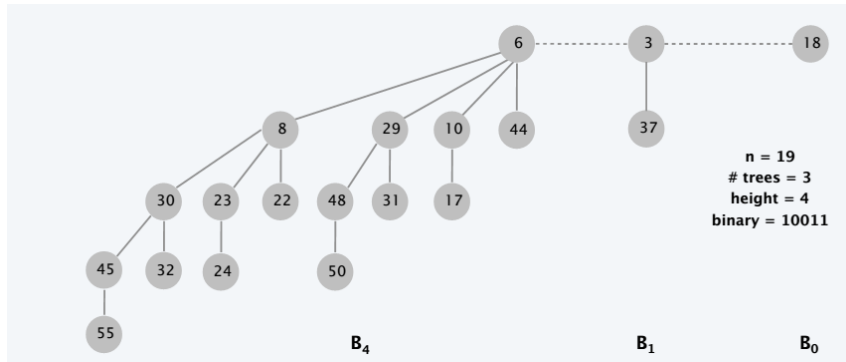 6 3 18
8 29 10 44 37
n = 19
# trees = 3
height = 4
binary = 10011
30 23 22 48 31 17
45 32 24 50
55
B₄ B₁ B₀